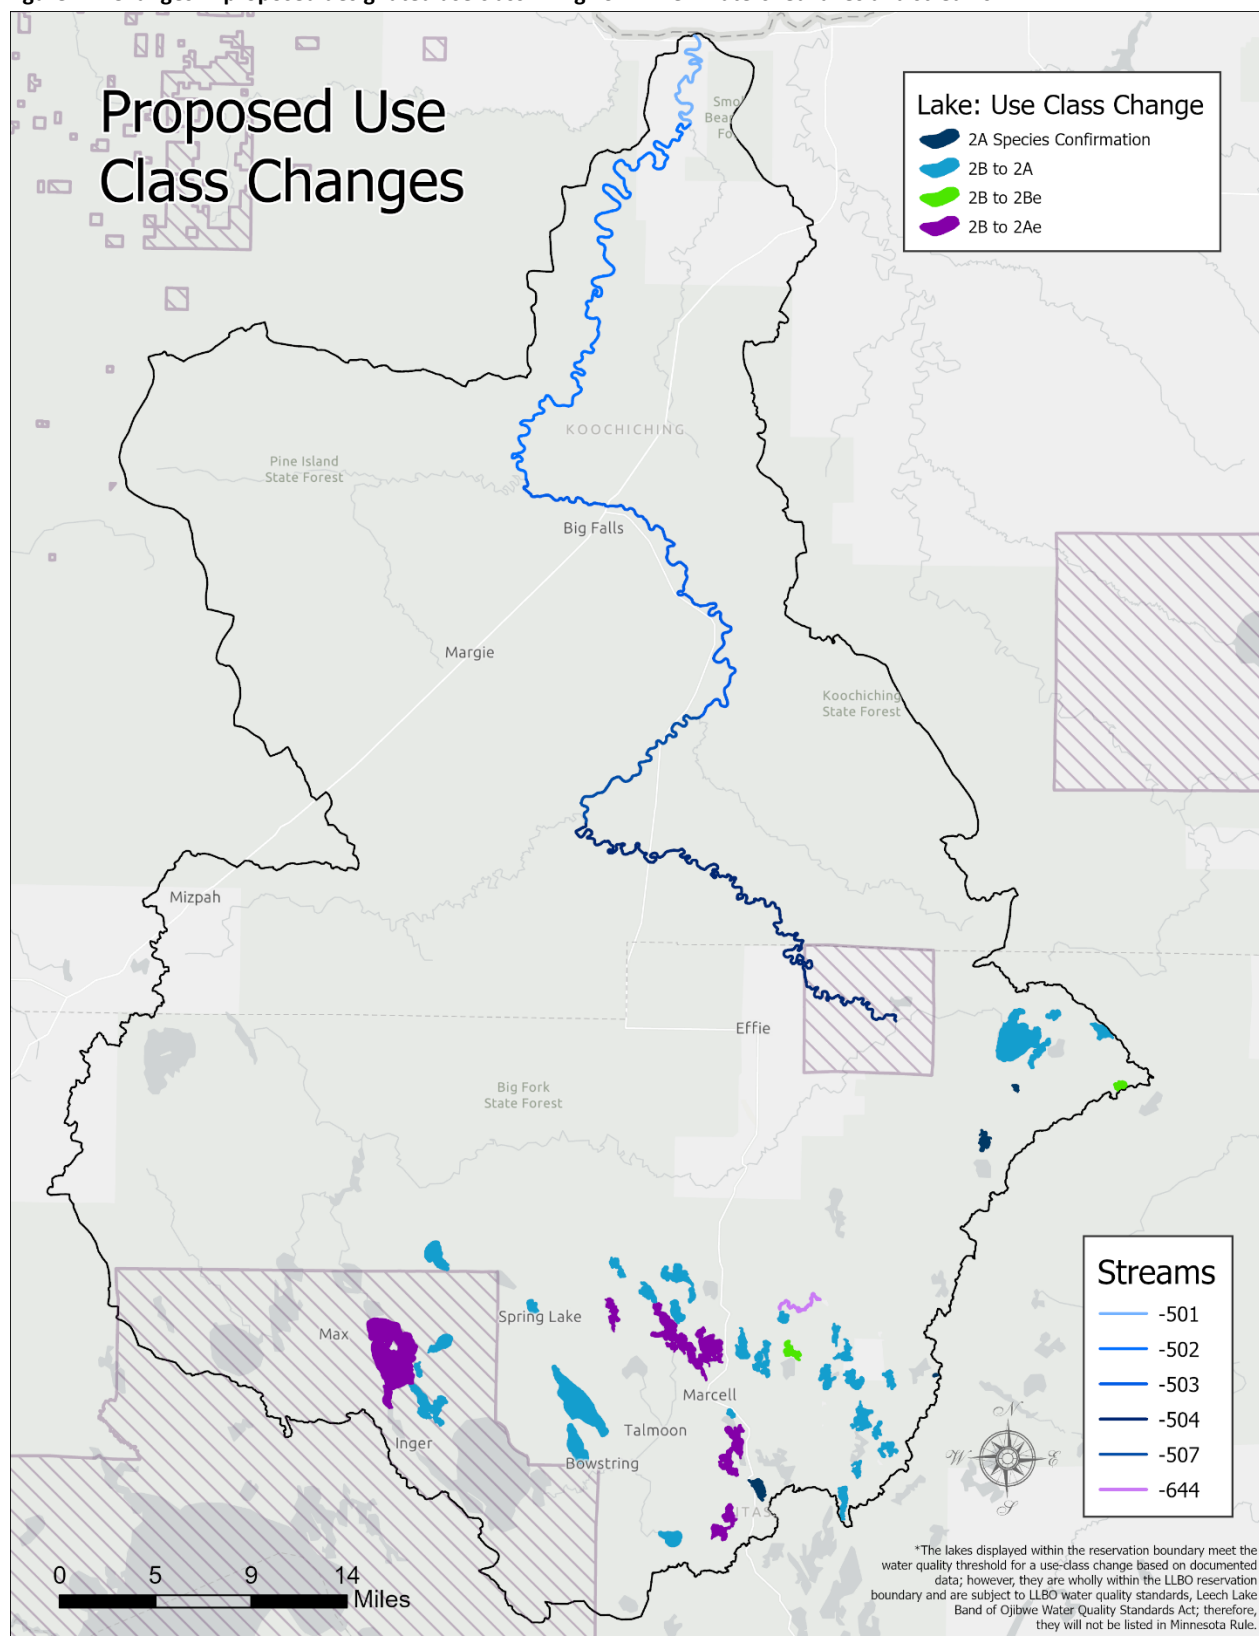 Proposed Use
Class Changes
Lake: Use Class Change
2A Species Confirmation
2B to 2A
2B to 2Be
2B to 2Ae
KOOCHICHING
Pine Island
State Forest
Big Falls
Margie
Koochiching
State Forest
Mizpah
Effie
Big Fork
State Forest
Spring Lake
Max
Marcell
Talmoon
Inger
Bowstring
Streams
-501
-502
-503
-504
-507
-644
N
W
E
S
0 5 9 14
Miles
*The lakes displayed within the reservation boundary meet the
water quality threshold for a use-class change based on documented
data; however, they are wholly within the LLBO reservation
boundary and are subject to LLBO water quality standards, Leech Lake
Band of Ojibwe Water Quality Standards Act; therefore,
they will not be listed in Minnesota Rule.